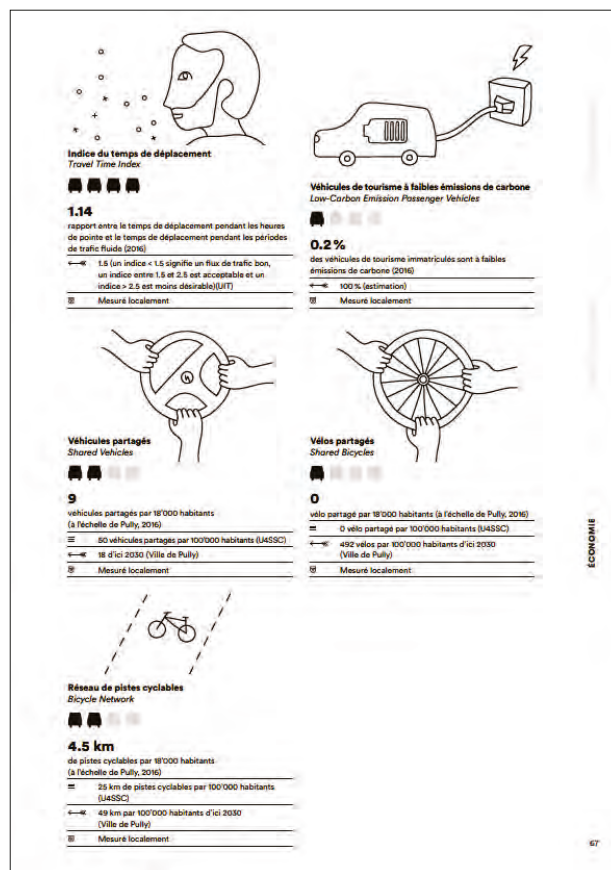 Indice du temps de déplacement
Travel Time Index
1.14
rapport entre le temps de déplacement pendant les heures
de pointe et le temps de déplacement pendant les périodes
de trafic fluide (2016)
1.5 (un indice < 1.5 signifie un flux de trafic bon,
un indice entre 1.5 et 2.5 est acceptable et un
indice > 2.5 est moins désirable)(UIT)
Mesuré localement
Véhicules de tourisme à faibles émissions de carbone
Low-Carbon Emission Passenger Vehicles
0.2 %
des véhicules de tourisme immatriculés sont à faibles
émissions de carbone (2016)
100 % (estimation)
Mesuré localement
Véhicules partagés
Shared Vehicles
9
véhicules partagés par 18'000 habitants
(à l'échelle de Pully, 2016)
50 véhicules partagés par 100'000 habitants (U4SSC)
18 d'ici 2030 (Ville de Pully)
Mesuré localement
Vélos partagés
Shared Bicycles
0
vélo partagé par 18'000 habitants (à l'échelle de Pully, 2016)
0 vélo partagé par 100'000 habitants (U4SSC)
492 vélos par 100'000 habitants d'ici 2030
(Ville de Pully)
Mesuré localement
Réseau de pistes cyclables
Bicycle Network
4.5 km
de pistes cyclables par 18'000 habitants
(à l'échelle de Pully, 2016)
25 km de pistes cyclables par 100'000 habitants
(U4SSC)
49 km par 100'000 habitants d'ici 2030
(Ville de Pully)
Mesuré localement
ÉCONOMIE
67